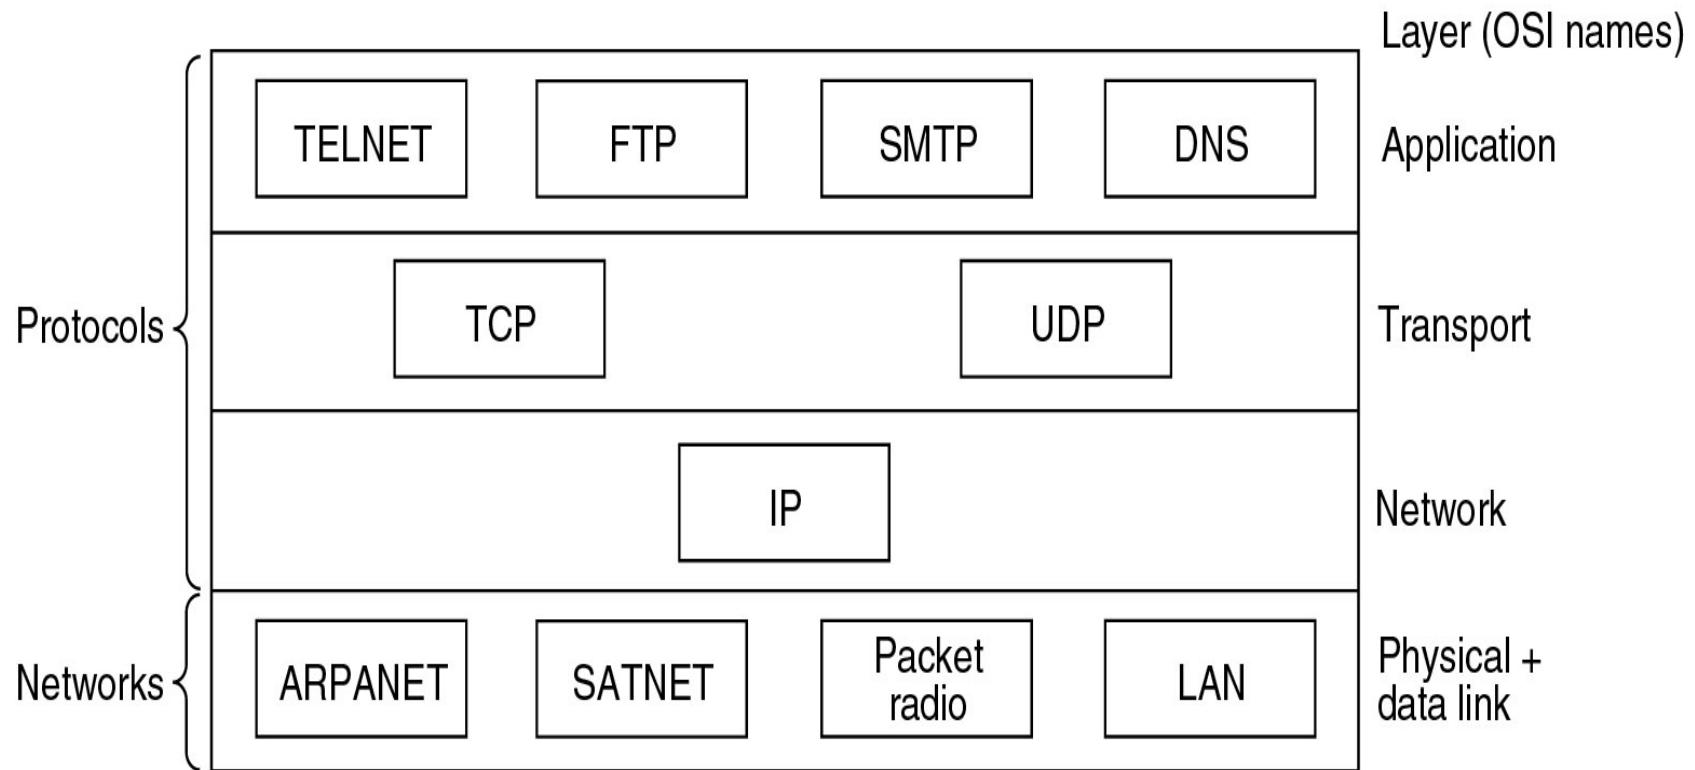 Layer (OSI names)
TELNET
FTP
SMTP
DNS
Application
Protocols
TCP
UDP
Transport
IP
Network
Networks
ARPANET
SATNET
Packet
radio
LAN
Physical +
data link